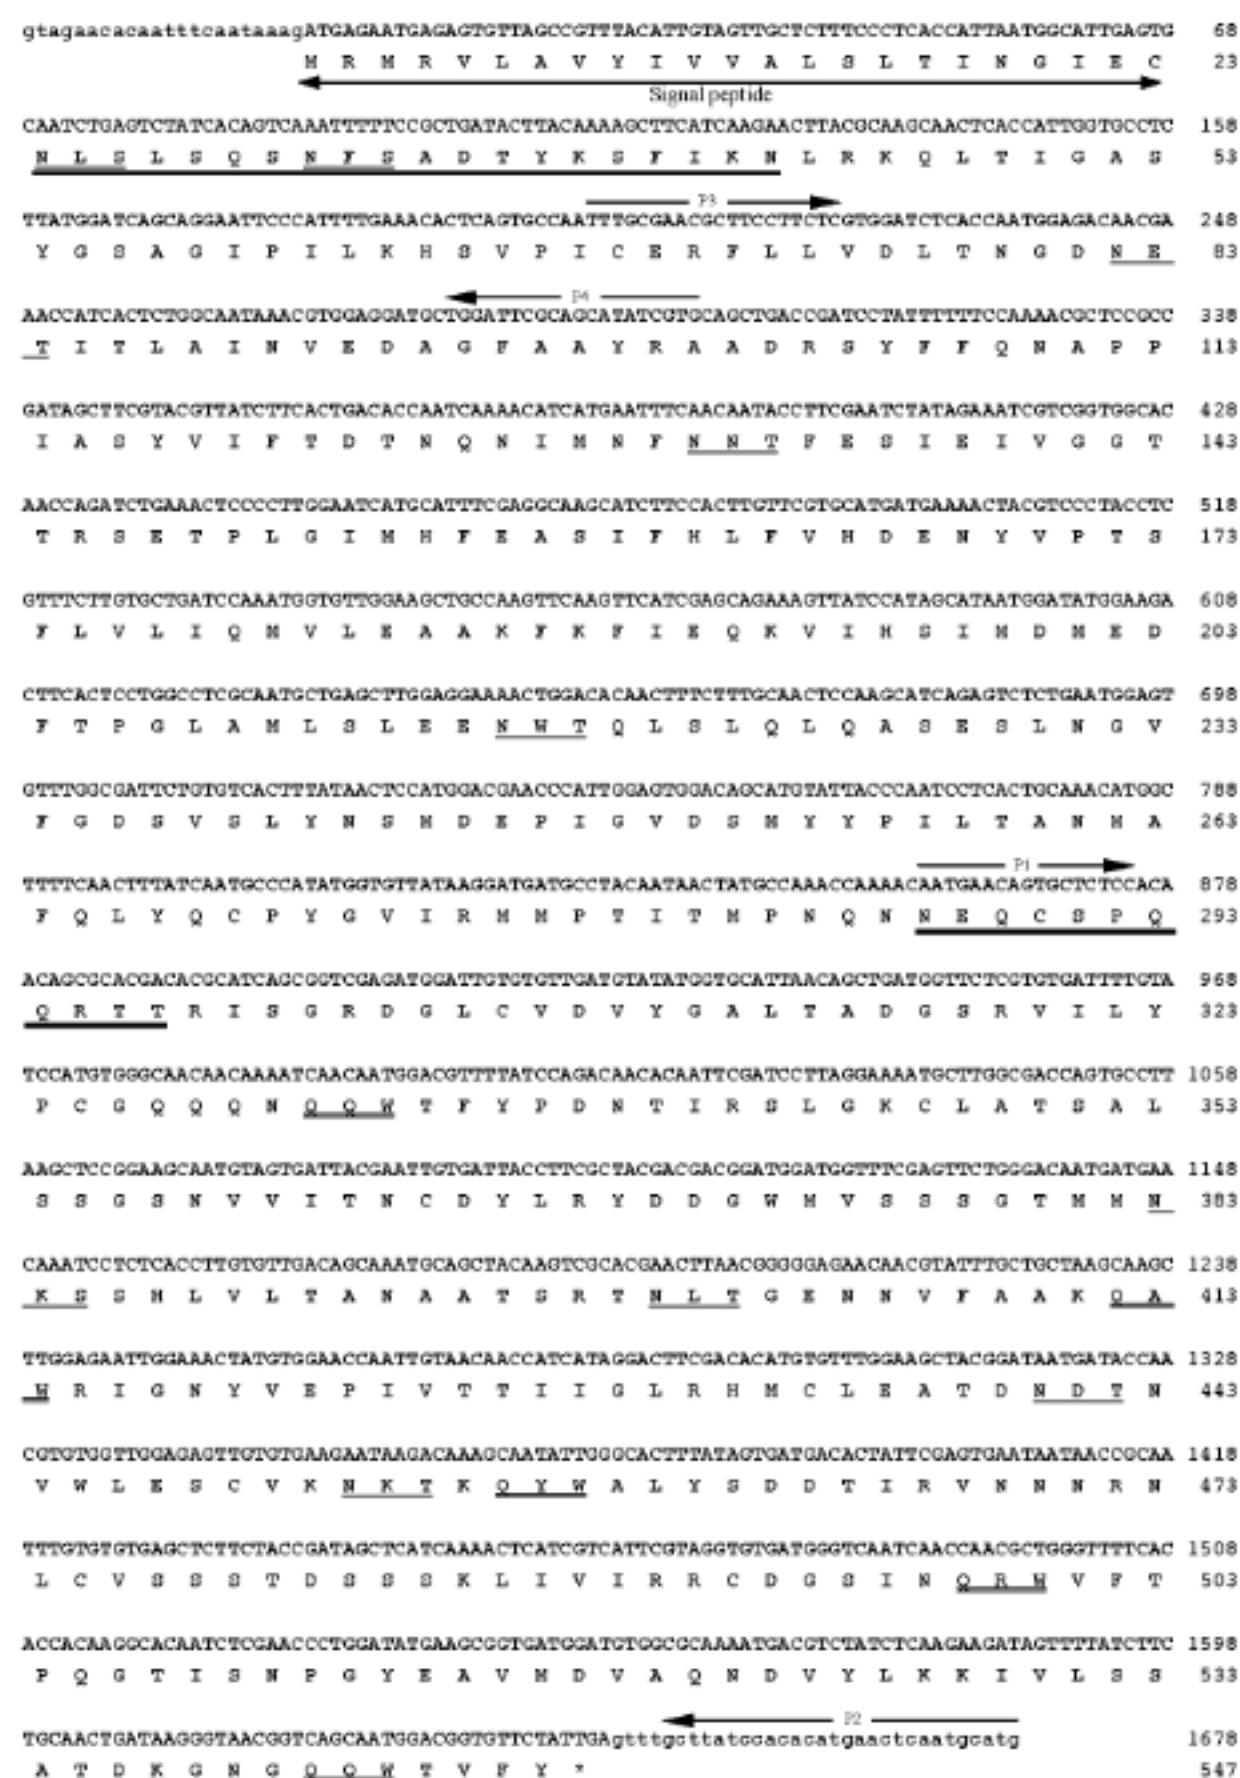 gtagaacacaatttcaataaagATGAGAATGAGAGTGTTAGCCGTTTACATTGTAGTTGCTCTTTCCCTCACCATTAATGGCATTGAGTG 68
M R M R V L A V Y I V V A L S L T I N G I E C 23
Signal peptide
CAATCTGAGTCTATCACAGTCAAATTTTTCCGCTGATACTTACAAAAGCTTCATCAAGAACTTACGCAAGCAACTCACCATTGGTGCCTC 158
N L S L S Q S N F S A D T Y K S F I K N L R K Q L T I G A S 53
P3
TTATGGATCAGCAGGAATTCCCATTTTGAAACACTCAGTGCCAATTTGCGAACGCTTCCTTCTCGTGGATCTCACCAATGGAGACAACGA 248
Y G S A G I P I L K H S V P I C E R F L L V D L T N G D N E 83
P4
AACCATCACTCTGGCAATAAACGTGGAGGATGCTGGATTCGCAGCATATCGTGCAGCTGACCGATCCTATTTTTTCCAAAACGCTCCGCC 338
T I T L A I N V E D A G F A A Y R A A D R S Y F F Q N A P P 113
GATAGCTTCGTACGTTATCTTCACTGACACCAATCAAAACATCATGAATTTCAACAATACCTTCGAATCTATAGAAATCGTCGGTGGCAC 428
I A S Y V I F T D T N Q N I M N F N N T F E S I E I V G G T 143
AACCAGATCTGAAACTCCCCTTGGAATCATGCATTTCGAGGCAAGCATCTTCCACTTGTTCGTGCATGATGAAAACTACGTCCCTACCTC 518
T R S E T P L G I M H F E A S I F H L F V H D E N Y V P T S 173
GTTTCTTGTGCTGATCCAAATGGTGTTGGAAGCTGCCAAGTTCAAGTTCATCGAGCAGAAAGTTATCCATAGCATAATGGATATGGAAGA 608
F L V L I Q M V L E A A K F K F I E Q K V I H S I M D M E D 203
CTTCACTCCTGGCCTCGCAATGCTGAGCTTGGAGGAAAACTGGACACAACTTTCTTTGCAACTCCAAGCATCAGAGTCTCTGAATGGAGT 698
F T P G L A M L S L E E N W T Q L S L Q L Q A S E S L N G V 233
GTTTGGCGATTCTGTGTCACTTTATAACTCCATGGACGAACCCATTGGAGTGGACAGCATGTATTACCCAATCCTCACTGCAAACATGGC 788
F G D S V S L Y N S M D E P I G V D S M Y Y P I L T A N M A 263
P1
TTTTCAACTTTATCAATGCCCATATGGTGTTATAAGGATGATGCCTACAATAACTATGCCAAACCAAAACAATGAACAGTGCTCTCCACA 878
F Q L Y Q C P Y G V I R M M P T I T M P N Q N N E Q C S P Q 293
ACAGCGCACGACACGCATCAGCGGTCGAGATGGATTGTGTGTTGATGTATATGGTGCATTAACAGCTGATGGTTCTCGTGTGATTTTGTA 968
Q R T T R I S G R D G L C V D V Y G A L T A D G S R V I L Y 323
TCCATGTGGGCAACAACAAAATCAACAATGGACGTTTTATCCAGACAACACAATTCGATCCTTAGGAAAATGCTTGGCGACCAGTGCCTT 1058
P C G Q Q Q N Q Q W T F Y P D N T I R S L G K C L A T S A L 353
AAGCTCCGGAAGCAATGTAGTGATTACGAATTGTGATTACCTTCGCTACGACGACGGATGGATGGTTTCGAGTTCTGGGACAATGATGAA 1148
S S G S N V V I T N C D Y L R Y D D G W M V S S S G T M M N 383
CAAATCCTCTCACCTTGTGTTGACAGCAAATGCAGCTACAAGTCGCACGAACTTAACGGGGGAGAACAACGTATTTGCTGCTAAGCAAGC 1238
K S S H L V L T A N A A T S R T N L T G E N N V F A A K Q A 413
TTGGAGAATTGGAAACTATGTGGAACCAATTGTAACAACCATCATAGGACTTCGACACATGTGTTTGGAAGCTACGGATAATGATACCAA 1328
W R I G N Y V E P I V T T I I G L R H M C L E A T D N D T N 443
CGTGTGGTTGGAGAGTTGTGTGAAGAATAAGACAAAGCAATATTGGGCACTTTATAGTGATGACACTATTCGAGTGAATAATAACCGCAA 1418
V W L E S C V K N K T K Q Y W A L Y S D D T I R V N N N R N 473
TTTGTGTGTGAGCTCTTCTACCGATAGCTCATCAAAACTCATCGTCATTCGTAGGTGTGATGGGTCAATCAACCAACGCTGGGTTTTCAC 1508
L C V S S S T D S S S K L I V I R R C D G S I N Q R W V F T 503
ACCACAAGGCACAATCTCGAACCCTGGATATGAAGCGGTGATGGATGTGGCGCAAAATGACGTCTATCTCAAGAAGATAGTTTTATCTTC 1598
P Q G T I S N P G Y E A V M D V A Q N D V Y L K K I V L S S 533
P2
TGCAACTGATAAGGGTAACGGTCAGCAATGGACGGTGTTCTATTGAgtttgcttatccacacatgaactcaatgcatg 1678
A T D K G N G Q Q W T V F Y * 547